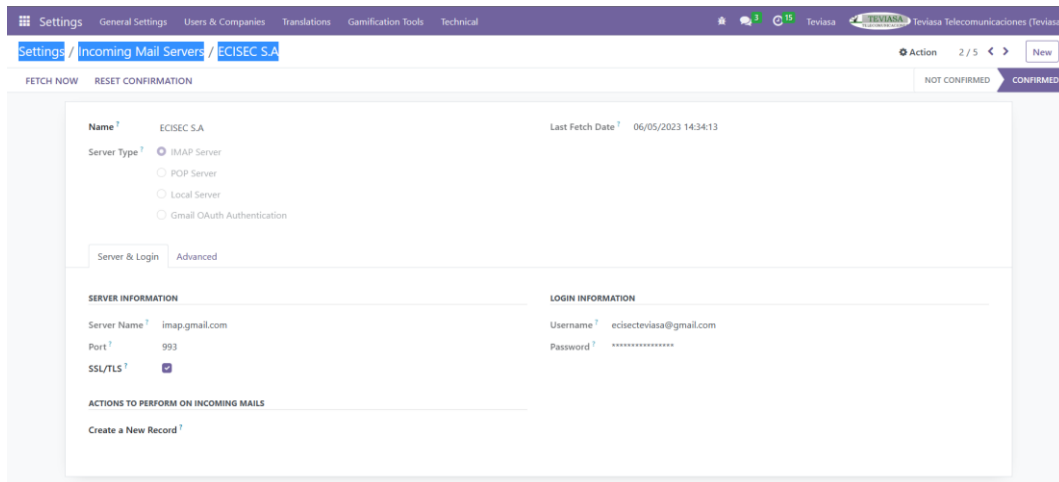 Settings General Settings Users & Companies Translations Gamification Tools Technical 3 15 Teviasa TEVIASA Teviasa Telecomunicaciones (Teviasa
Settings / Incoming Mail Servers / ECISEC S.A Action 2 / 5 New
FETCH NOW RESET CONFIRMATION NOT CONFIRMED CONFIRMED
Name ? ECISEC S.A Last Fetch Date ? 06/05/2023 14:34:13
Server Type ? IMAP Server
POP Server
Local Server
Gmail OAuth Authentication
Server & Login Advanced
SERVER INFORMATION LOGIN INFORMATION
Server Name ? imap.gmail.com Username ? ecisecteviasa@gmail.com
Port ? 993 Password ? ****************
SSL/TLS ?
ACTIONS TO PERFORM ON INCOMING MAILS
Create a New Record ?